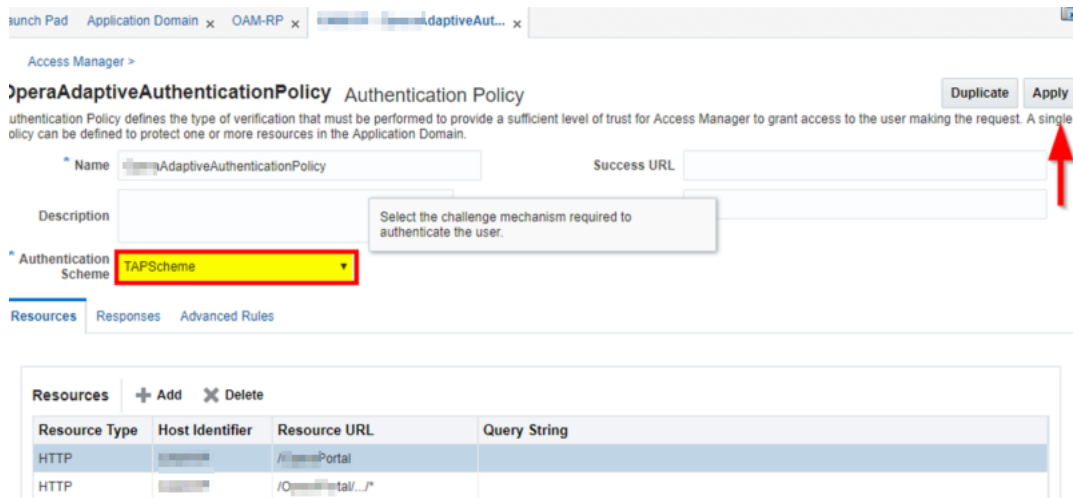 aunch Pad Application Domain x OAM-RP x daptiveAut... x
Access Manager >
OperaAdaptiveAuthenticationPolicy Authentication Policy Duplicate Apply
uthentication Policy defines the type of verification that must be performed to provide a sufficient level of trust for Access Manager to grant access to the user making the request. A single
olicy can be defined to protect one or more resources in the Application Domain.
* Name aAdaptiveAuthenticationPolicy Success URL
Description
Select the challenge mechanism required to
authenticate the user.
* Authentication
Scheme
TAPScheme
Resources Responses Advanced Rules
Resources Add Delete
Resource Type Host Identifier Resource URL Query String
HTTP Portal
HTTP tal/.../*